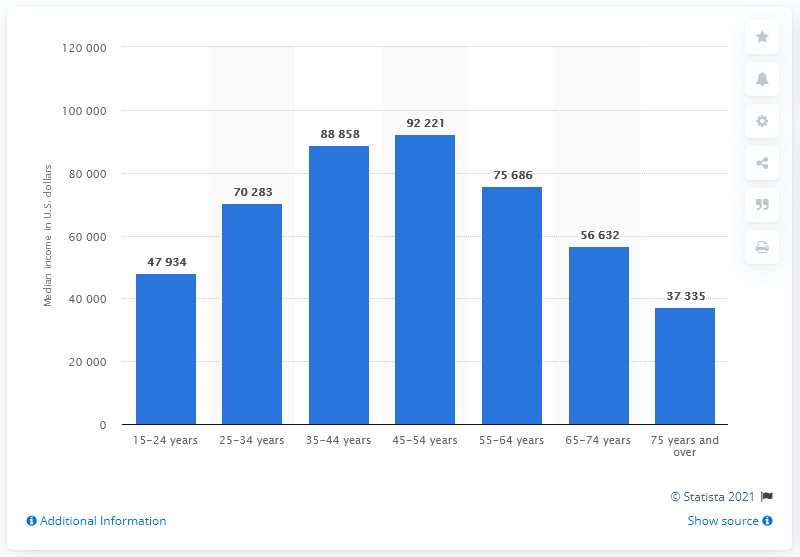 120 000
100 000
80 000
60 000
40 000
20 000
0
Median income in U.S. dollars
47 934
70 283
88 858
92 221
75 686
56 632
37 335
15–24 years
25–34 years
35–44 years
45–54 years
55–64 years
65–74 years
75 years and
over
© Statista 2021
Additional Information
Show source